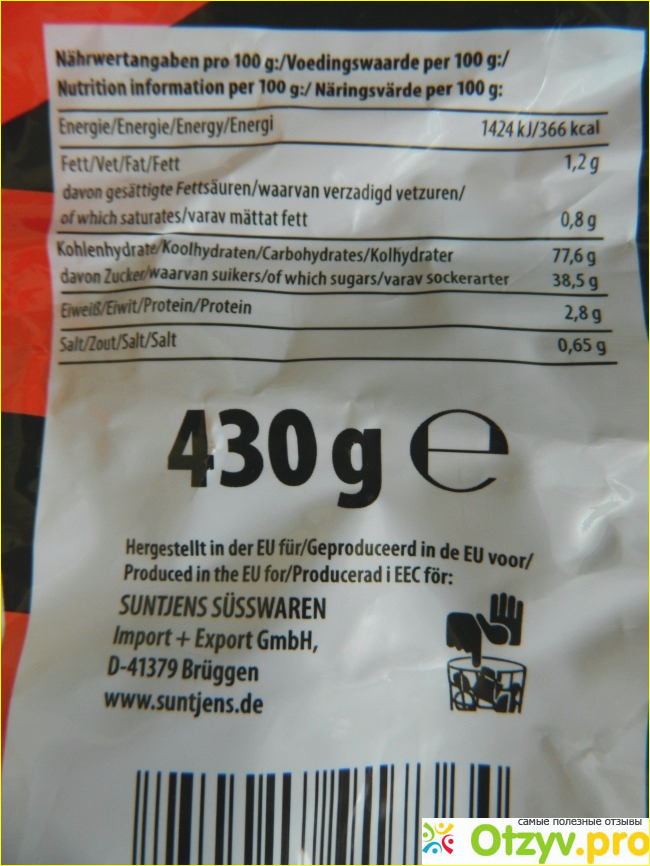 Nährwertangaben pro 100 g:/Voedingswaarde per 100 g:/
Nutrition information per 100 g:/ Näringsvärde per 100 g:
Energie/Energie/Energy/Energi 1424 kJ/366 kcal
Fett/Vet/Fat/Fett 1,2 g
davon gesättigte Fettsäuren/waarvan verzadigd vetzuren/
of which saturates/varav mättat fett 0,8 g
Kohlenhydrate/Koolhydraten/Carbohydrates/Kolhydrater 77,6 g
davon Zucker/waarvan suikers/of which sugars/varav sockerarter 38,5 g
Eiweiß/Eiwit/Protein/Protein 2,8 g
Salt/Zout/Salt/Salt 0,65 g
430 g ℮
Hergestellt in der EU für/Geproduceerd in de EU voor/
Produced in the EU for/Producerad i EEC för:
SUNTJENS SÜSSWAREN
Import + Export GmbH,
D-41379 Brüggen
www.suntjens.de
самые полезные отзывы
Otzyv.pro